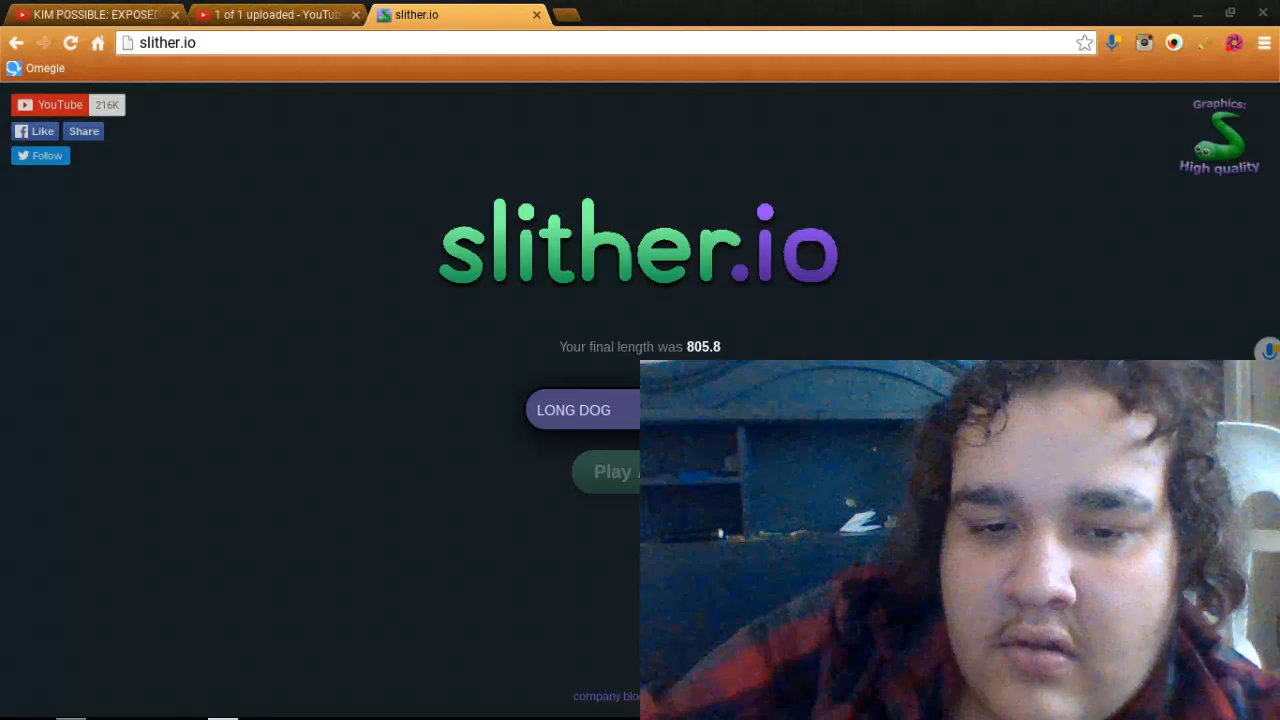 KIM POSSIBLE: EXPOSED
1 of 1 uploaded - YouTube
slither.io
slither.io
Omegle
YouTube 216K
Like Share
Follow
Graphics:
High quality
slither.io
Your final length was 805.8
LONG DOG
Play
company blo